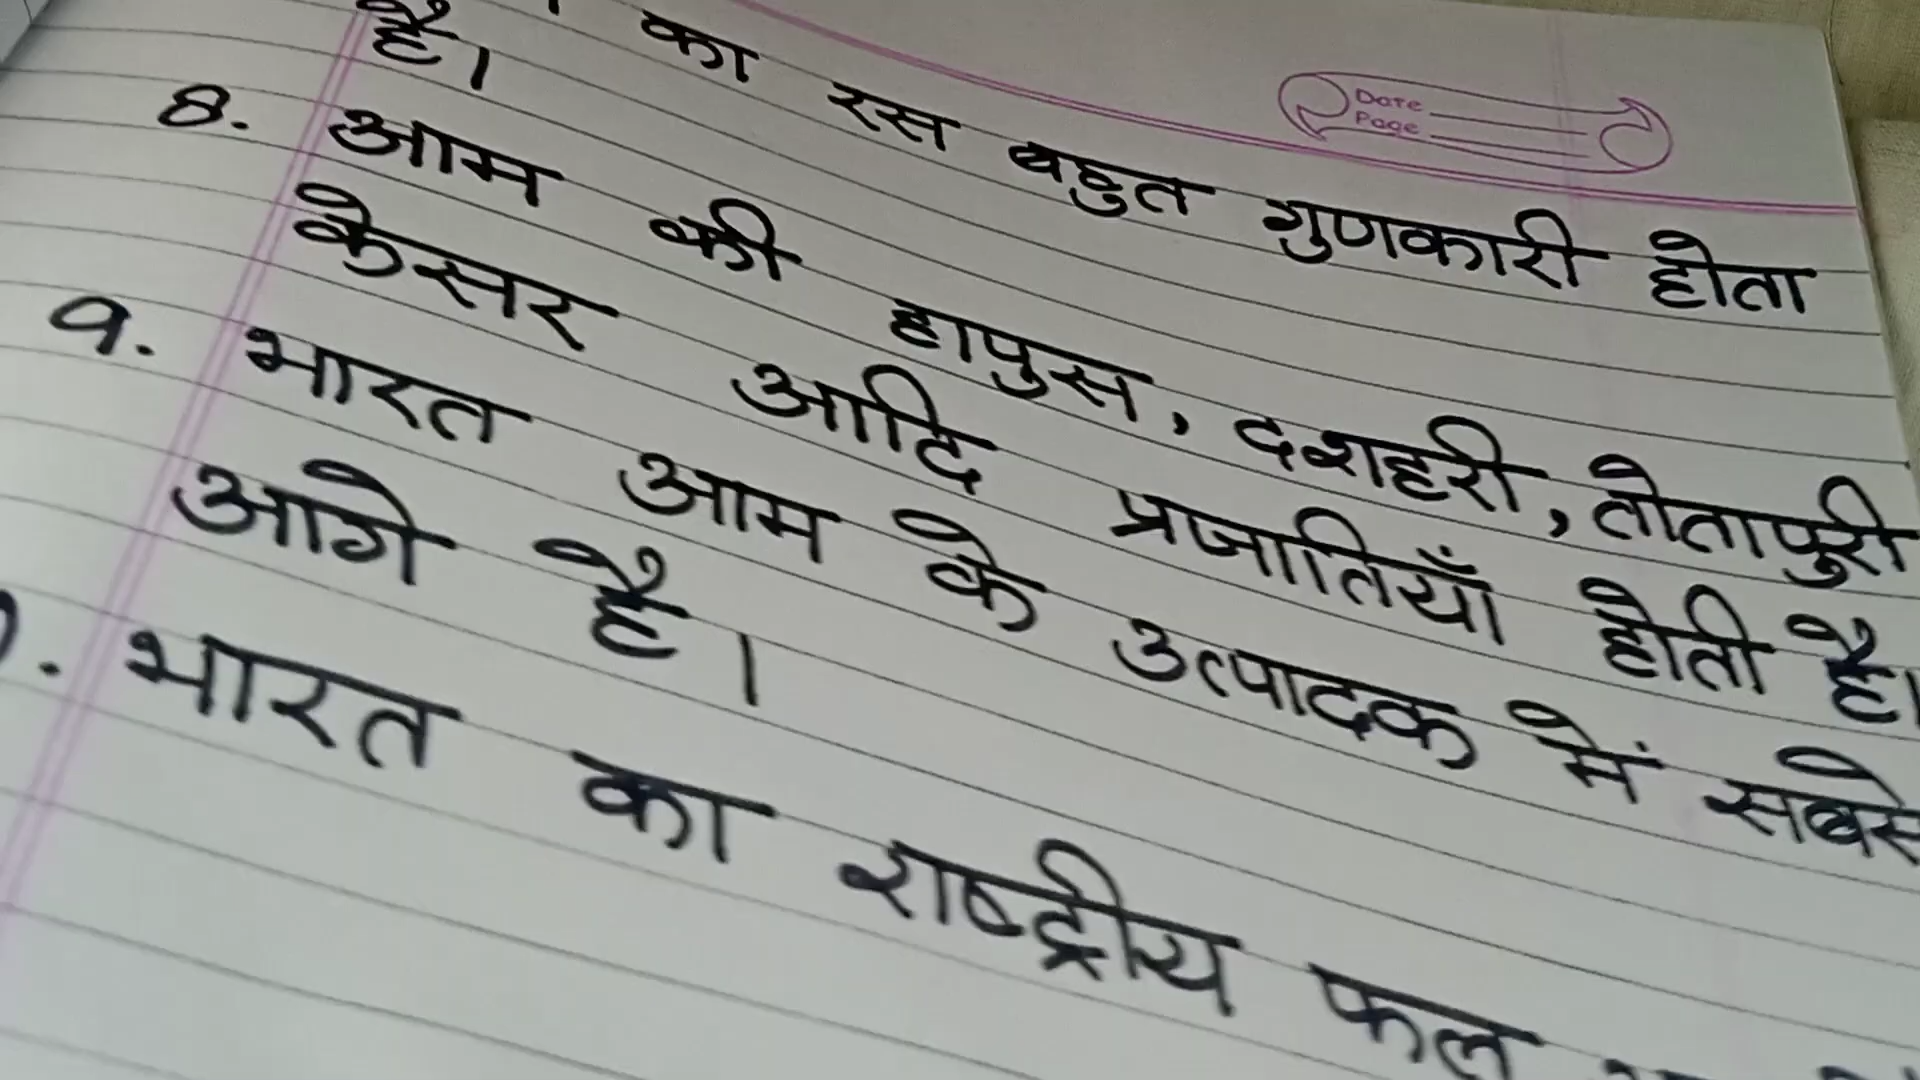 Date
Page
का रस बहुत गुणकारी होता
है।
8. आम की हापुस, दशहरी, तोतापुरी
केसर आदि प्रजातियाँ होती है।
9. भारत आम के उत्पादक में सबसे
आगे है।
भारत का राष्ट्रीय फल